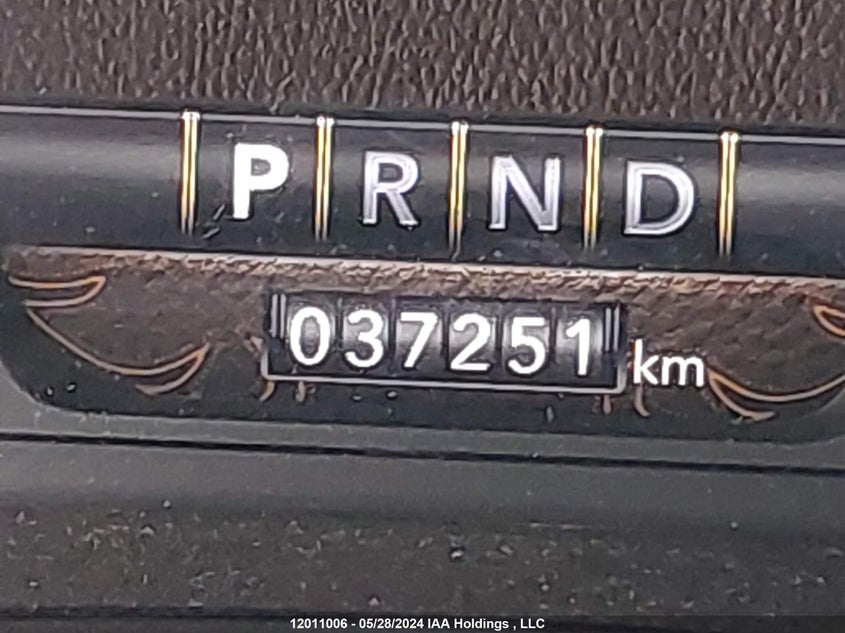 P R N D
037251 km
12011006 - 05/28/2024 IAA Holdings , LLC